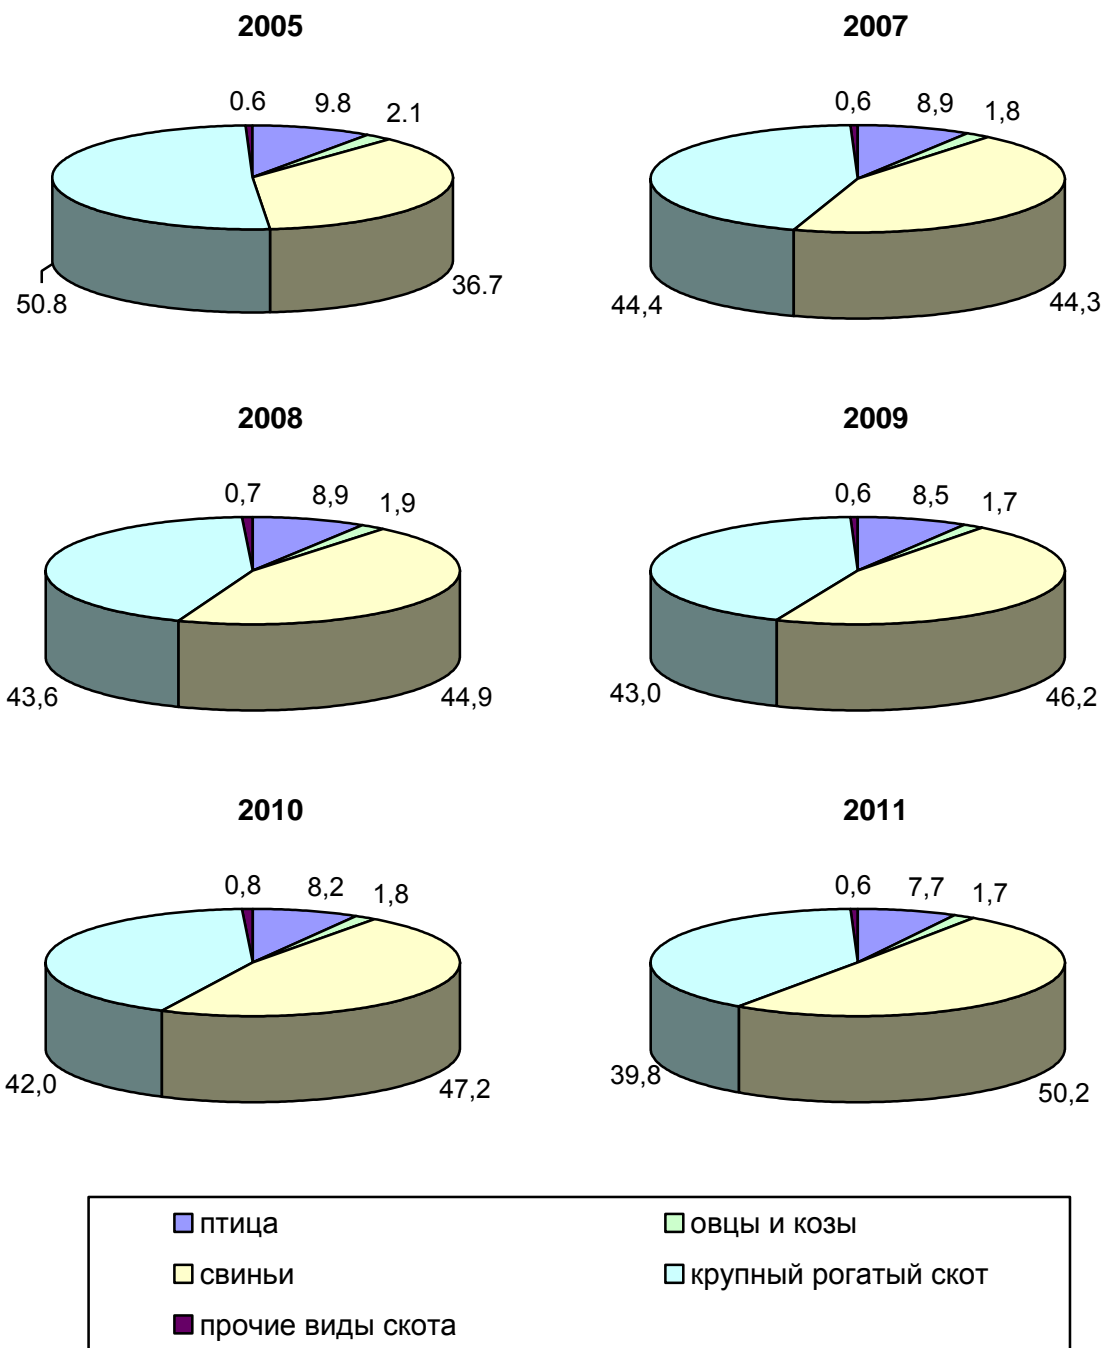 2005
2007
0.6 9.8 2.1
0,6 8,9 1,8
50.8 36.7
44,4 44,3
2008
2009
0,7 8,9 1,9
0,6 8,5 1,7
43,6 44,9
43,0 46,2
2010
2011
0,8 8,2 1,8
0,6 7,7 1,7
42,0 47,2
39,8 50,2
птица
овцы и козы
свиньи
крупный рогатый скот
прочие виды скота